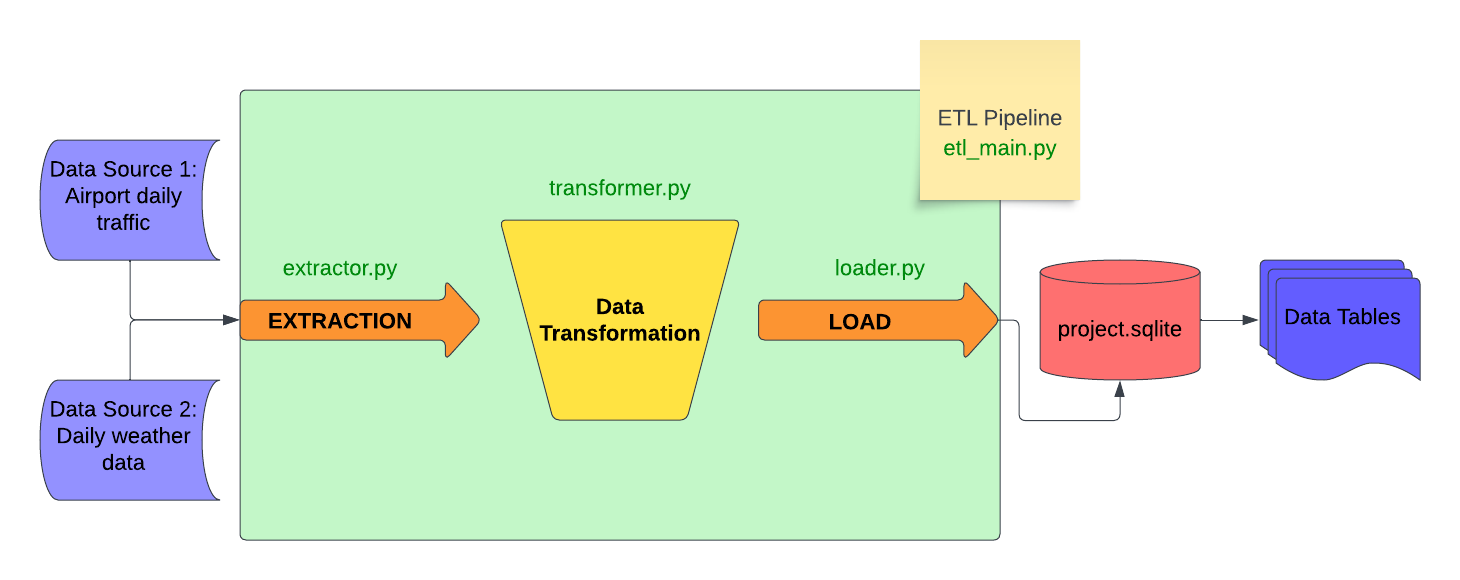 ETL Pipeline
etl_main.py
Data Source 1:
Airport daily
traffic
transformer.py
extractor.py
loader.py
EXTRACTION
Data
Transformation
LOAD
project.sqlite
Data Tables
Data Source 2:
Daily weather
data